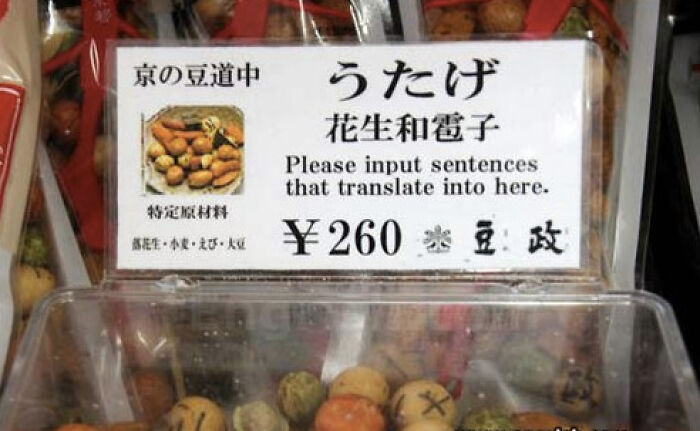 京の豆道中
うたげ
花生和雹子
Please input sentences
that translate into here.
特定原材料
落花生・小麦・えび・大豆
￥260
豆政